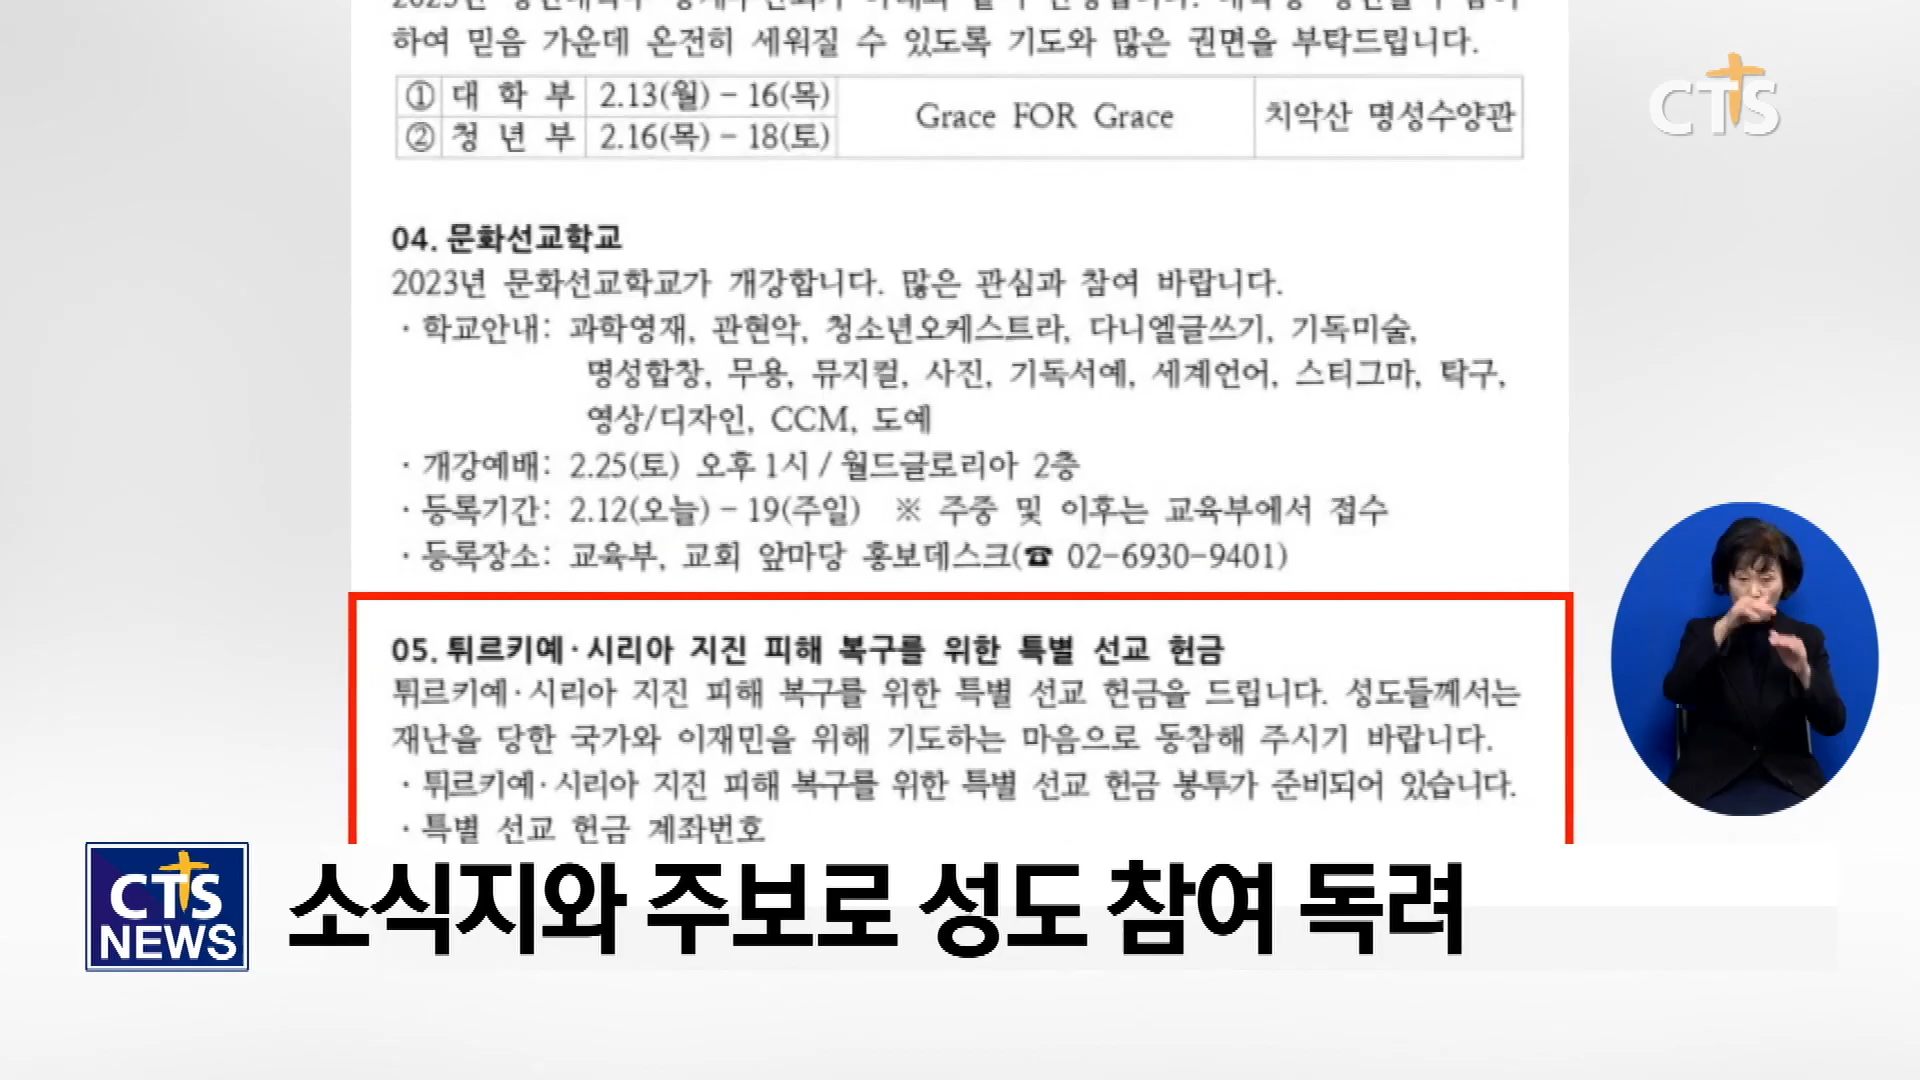 하여 믿음 가운데 온전히 세워질 수 있도록 기도와 많은 권면을 부탁드립니다.
① 대 학 부 2.13(월) - 16(목) Grace FOR Grace 치악산 명성수양관
② 청 년 부 2.16(목) - 18(토)
CTS
04. 문화선교학교
2023년 문화선교학교가 개강합니다. 많은 관심과 참여 바랍니다.
· 학교안내: 과학영재, 관현악, 청소년오케스트라, 다니엘글쓰기, 기독미술,
명성합창, 무용, 뮤지컬, 사진, 기독서예, 세계언어, 스티그마, 탁구,
영상/디자인, CCM, 도예
· 개강예배: 2.25(토) 오후 1시 / 월드글로리아 2층
· 등록기간: 2.12(오늘) - 19(주일) ※ 주중 및 이후는 교육부에서 접수
· 등록장소: 교육부, 교회 앞마당 홍보데스크(☎ 02-6930-9401)
05. 튀르키예·시리아 지진 피해 복구를 위한 특별 선교 헌금
튀르키예·시리아 지진 피해 복구를 위한 특별 선교 헌금을 드립니다. 성도들께서는
재난을 당한 국가와 이재민을 위해 기도하는 마음으로 동참해 주시기 바랍니다.
· 튀르키예·시리아 지진 피해 복구를 위한 특별 선교 헌금 봉투가 준비되어 있습니다.
· 특별 선교 헌금 계좌번호
CTS
NEWS
소식지와 주보로 성도 참여 독려